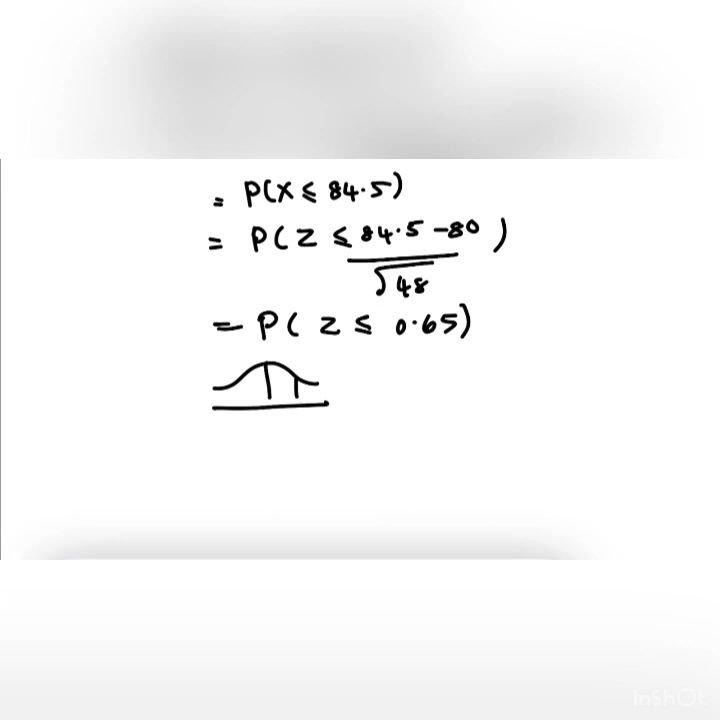 = P(X ≤ 84.5)
= P(Z ≤ (84.5 - 80)/√48)
= P(Z ≤ 0.65)
InShOt